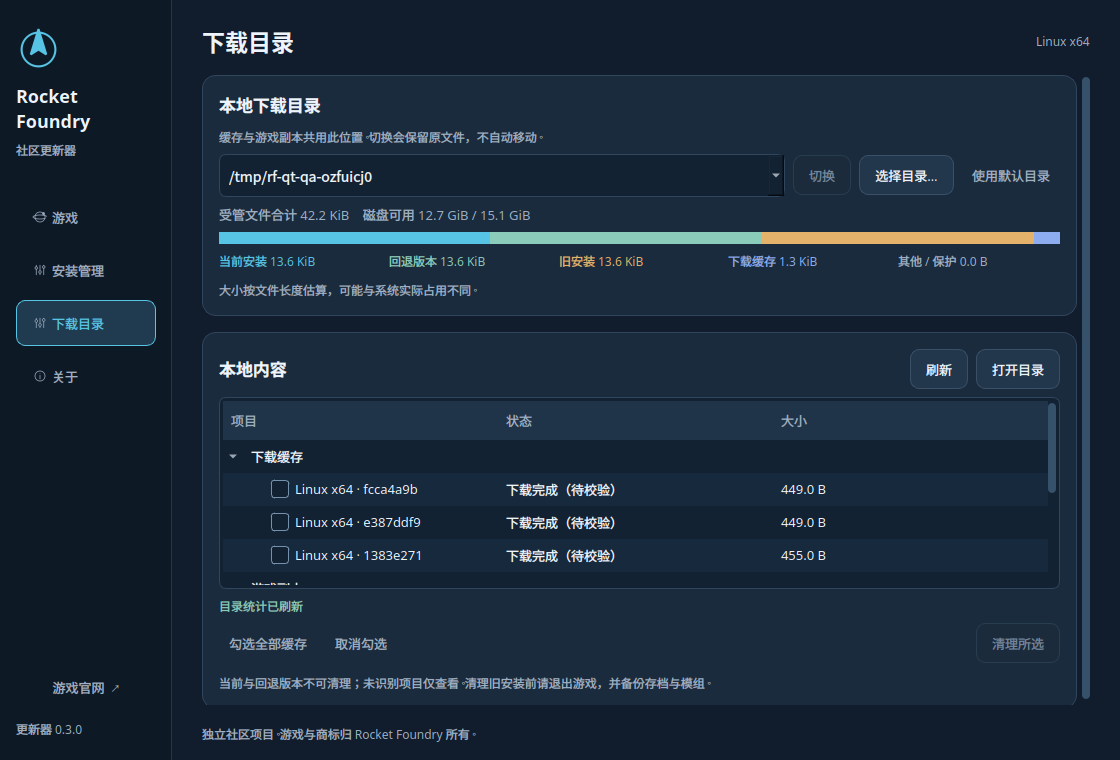 下载目录
Linux x64
Rocket
Foundry
社区更新器
游戏
安装管理
下载目录
关于
游戏官网 ↗
更新器 0.3.0
本地下载目录
缓存与游戏副本共用此位置。切换会保留原文件，不自动移动。
/tmp/rf-qt-qa-ozfuicj0
切换
选择目录...
使用默认目录
受管文件合计 42.2 KiB 磁盘可用 12.7 GiB / 15.1 GiB
当前安装 13.6 KiB 回退版本 13.6 KiB 旧安装 13.6 KiB 下载缓存 1.3 KiB 其他 / 保护 0.0 B
大小按文件长度估算，可能与系统实际占用不同。
本地内容
刷新
打开目录
项目 状态 大小
下载缓存
Linux x64 · fcca4a9b 下载完成（待校验） 449.0 B
Linux x64 · e387ddf9 下载完成（待校验） 449.0 B
Linux x64 · 1383e271 下载完成（待校验） 455.0 B
目录统计已刷新
勾选全部缓存 取消勾选 清理所选
当前与回退版本不可清理；未识别项目仅查看。清理旧安装前请退出游戏，并备份存档与模组。
独立社区项目。游戏与商标归 Rocket Foundry 所有。